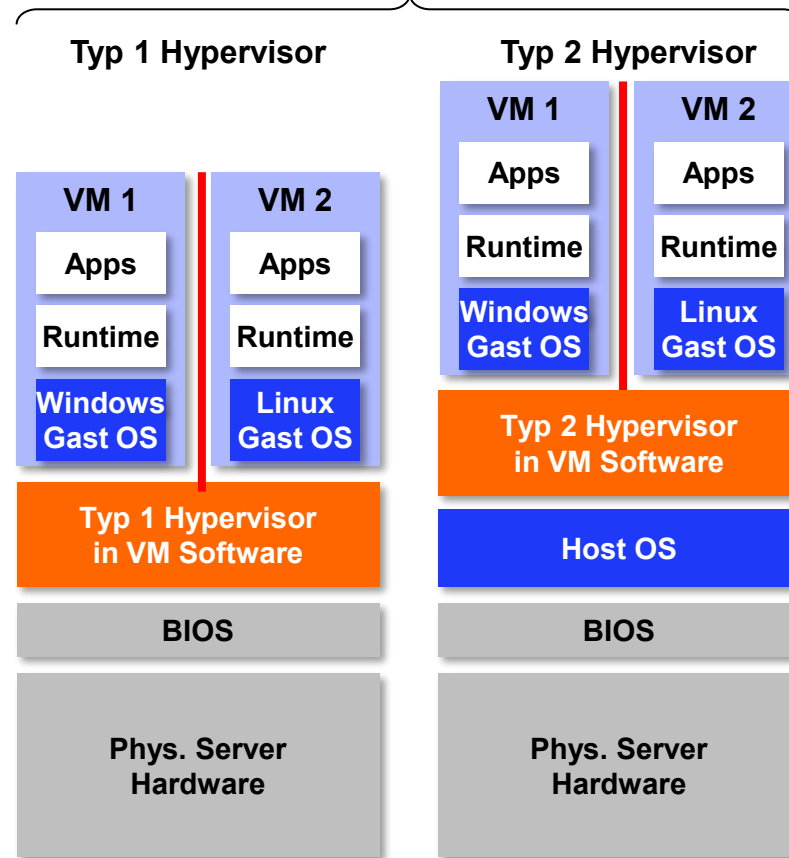 Typ 1 Hypervisor
VM 1
Apps
Runtime
Windows
Gast OS
VM 2
Apps
Runtime
Linux
Gast OS
Typ 1 Hypervisor
in VM Software
BIOS
Phys. Server
Hardware
Typ 2 Hypervisor
VM 1
Apps
Runtime
Windows
Gast OS
VM 2
Apps
Runtime
Linux
Gast OS
Typ 2 Hypervisor
in VM Software
Host OS
BIOS
Phys. Server
Hardware